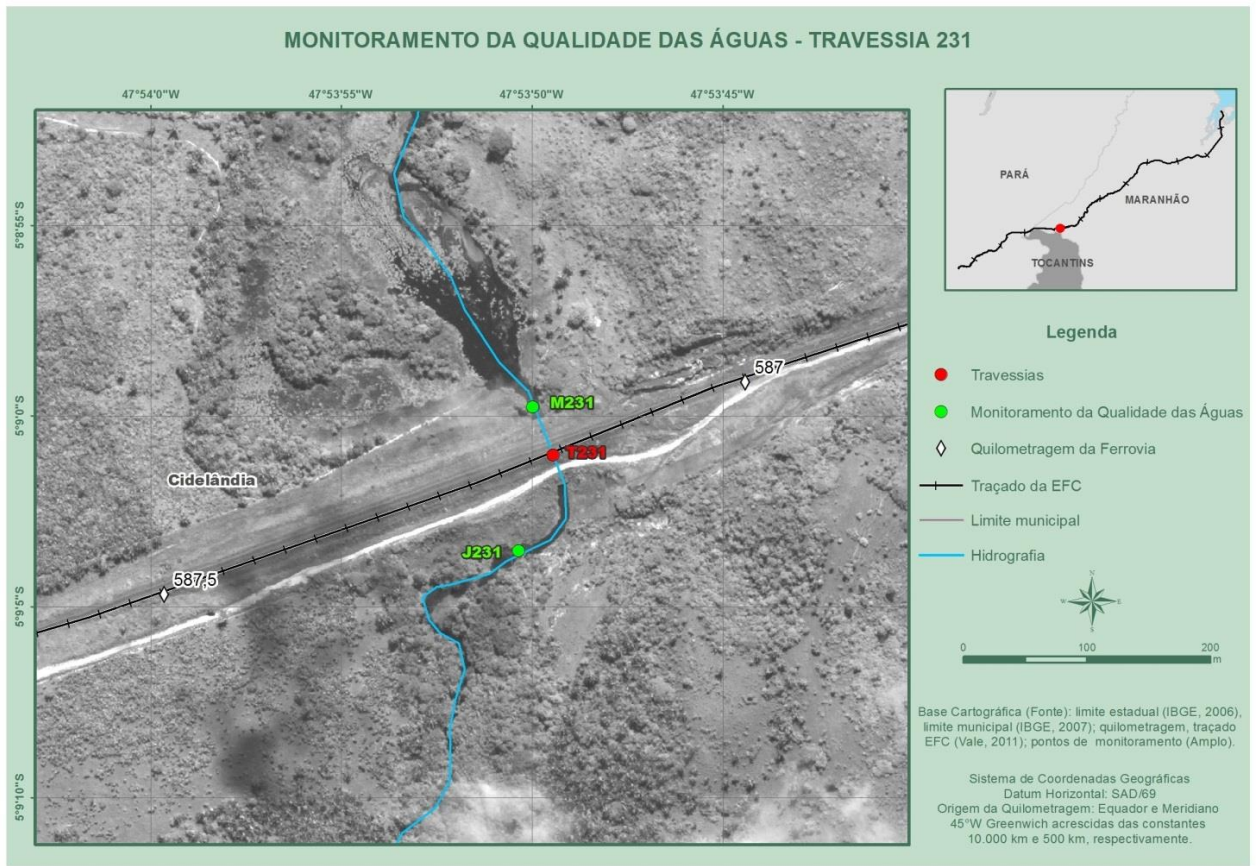 MONITORAMENTO DA QUALIDADE DAS ÁGUAS - TRAVESSIA 231
47°54'0"W
47°53'55"W
47°53'50"W
47°53'45"W
5°8'55"S
5°9'0"S
5°9'5"S
5°9'10"S
587
M231
T231
Cidelândia
J231
587,5
PARÁ
MARANHÃO
TOCANTINS
Legenda
Travessias
Monitoramento da Qualidade das Águas
Quilometragem da Ferrovia
Traçado da EFC
Limite municipal
Hidrografia
N
W
E
S
0
100
200
m
Base Cartográfica (Fonte): limite estadual (IBGE, 2006),
limite municipal (IBGE, 2007); quilometragem, traçado
EFC (Vale, 2011); pontos de monitoramento (Amplo).
Sistema de Coordenadas Geográficas
Datum Horizontal: SAD/69
Origem da Quilometragem: Equador e Meridiano
45°W Greenwich acrescidas das constantes
10.000 km e 500 km, respectivamente.